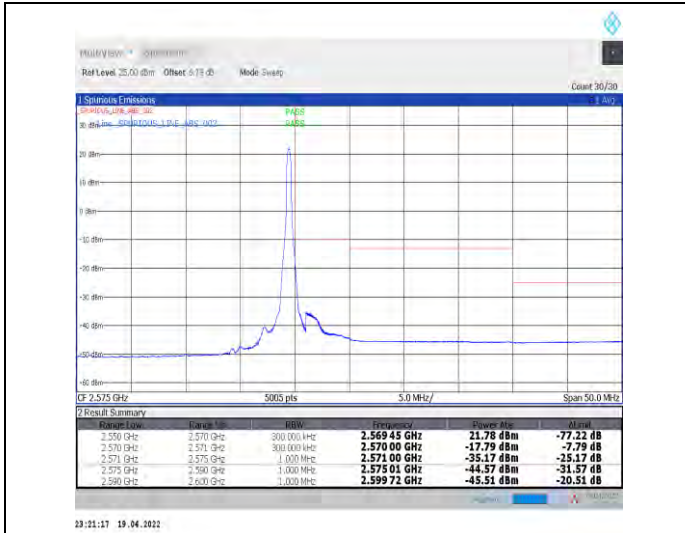 Ref Level 25.00 dBm Offset 6.79 dB Mode Sweep
Count 30/30
1 Spurious Emissions 1 Avg
PASS
30 dBm PASS
20 dBm
10 dBm
0 dBm
-10 dBm
-20 dBm
-30 dBm
-40 dBm
-50 dBm
-60 dBm
CF 2.575 GHz 5005 pts 5.0 MHz/ Span 50.0 MHz
2 Result Summary
Range Low Range Up RBW Frequency Power Abs ΔLimit
2.550 GHz 2.570 GHz 300.000 kHz 2.569 45 GHz 21.78 dBm -77.22 dB
2.570 GHz 2.571 GHz 300.000 kHz 2.570 00 GHz -17.79 dBm -7.79 dB
2.571 GHz 2.575 GHz 1.000 MHz 2.571 00 GHz -35.17 dBm -25.17 dB
2.575 GHz 2.590 GHz 1.000 MHz 2.575 01 GHz -44.57 dBm -31.57 dB
2.590 GHz 2.600 GHz 1.000 MHz 2.599 72 GHz -45.51 dBm -20.51 dB
23:21:17 19.04.2022